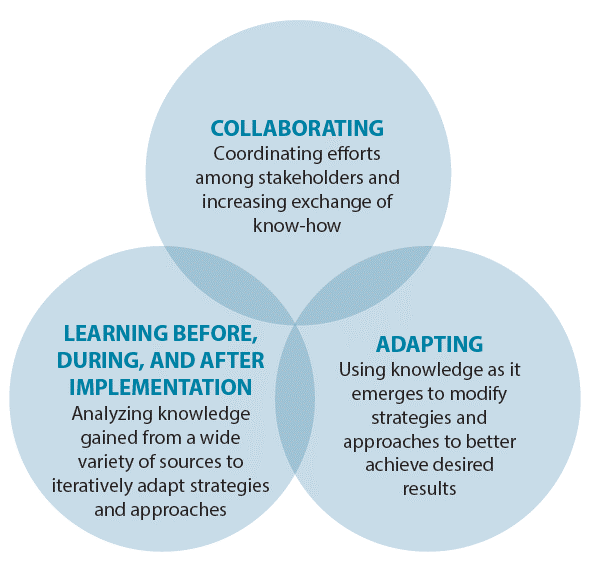 COLLABORATING
Coordinating efforts
among stakeholders and
increasing exchange of
know-how
LEARNING BEFORE,
DURING, AND AFTER
IMPLEMENTATION
Analyzing knowledge
gained from a wide
variety of sources to
iteratively adapt strategies
and approaches
ADAPTING
Using knowledge as it
emerges to modify
strategies and
approaches to better
achieve desired
results